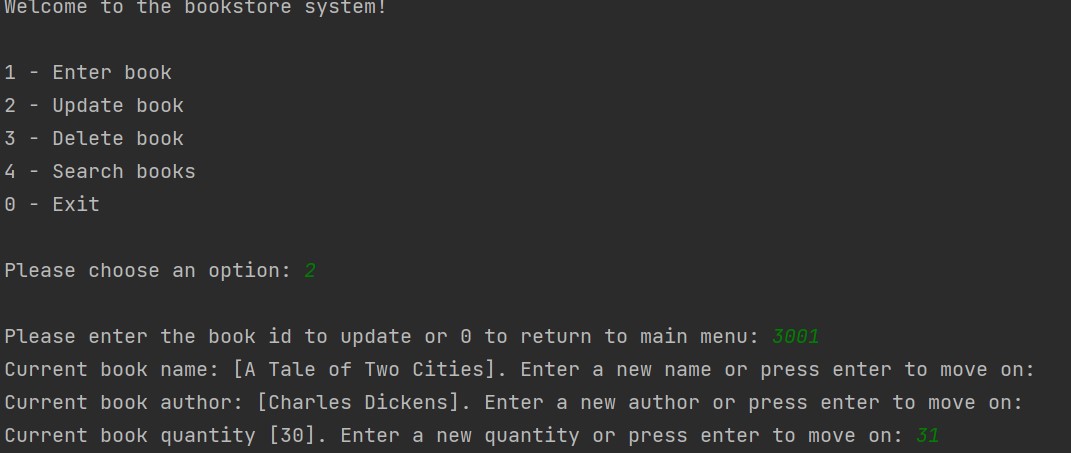 Welcome to the bookstore system!
1 - Enter book
2 - Update book
3 - Delete book
4 - Search books
0 - Exit
Please choose an option: 2
Please enter the book id to update or 0 to return to main menu: 3001
Current book name: [A Tale of Two Cities]. Enter a new name or press enter to move on:
Current book author: [Charles Dickens]. Enter a new author or press enter to move on:
Current book quantity [30]. Enter a new quantity or press enter to move on: 31